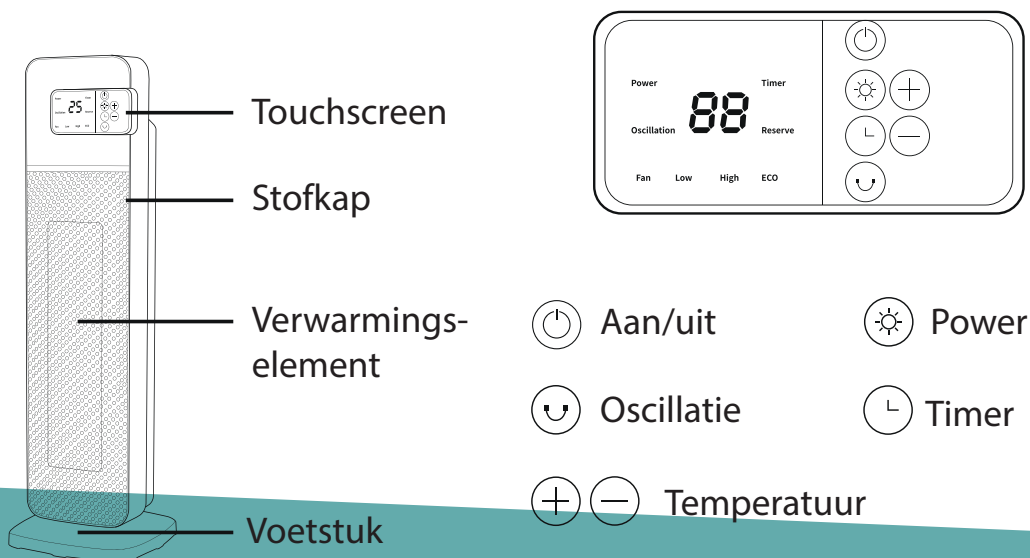 Touchscreen
Stofkap
Verwarmings-
element
Voetstuk
25
Power
Timer
88
Oscillation
Reserve
Fan Low High ECO
Aan/uit
Power
Oscillatie
Timer
Temperatuur